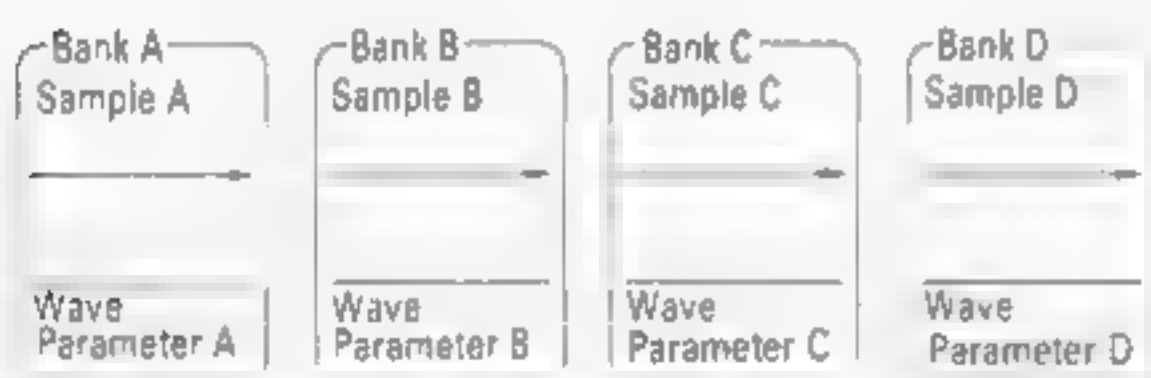 Bank A
Sample A
Wave
Parameter A
Bank B
Sample B
Wave
Parameter B
Bank C
Sample C
Wave
Parameter C
Bank D
Sample D
Wave
Parameter D